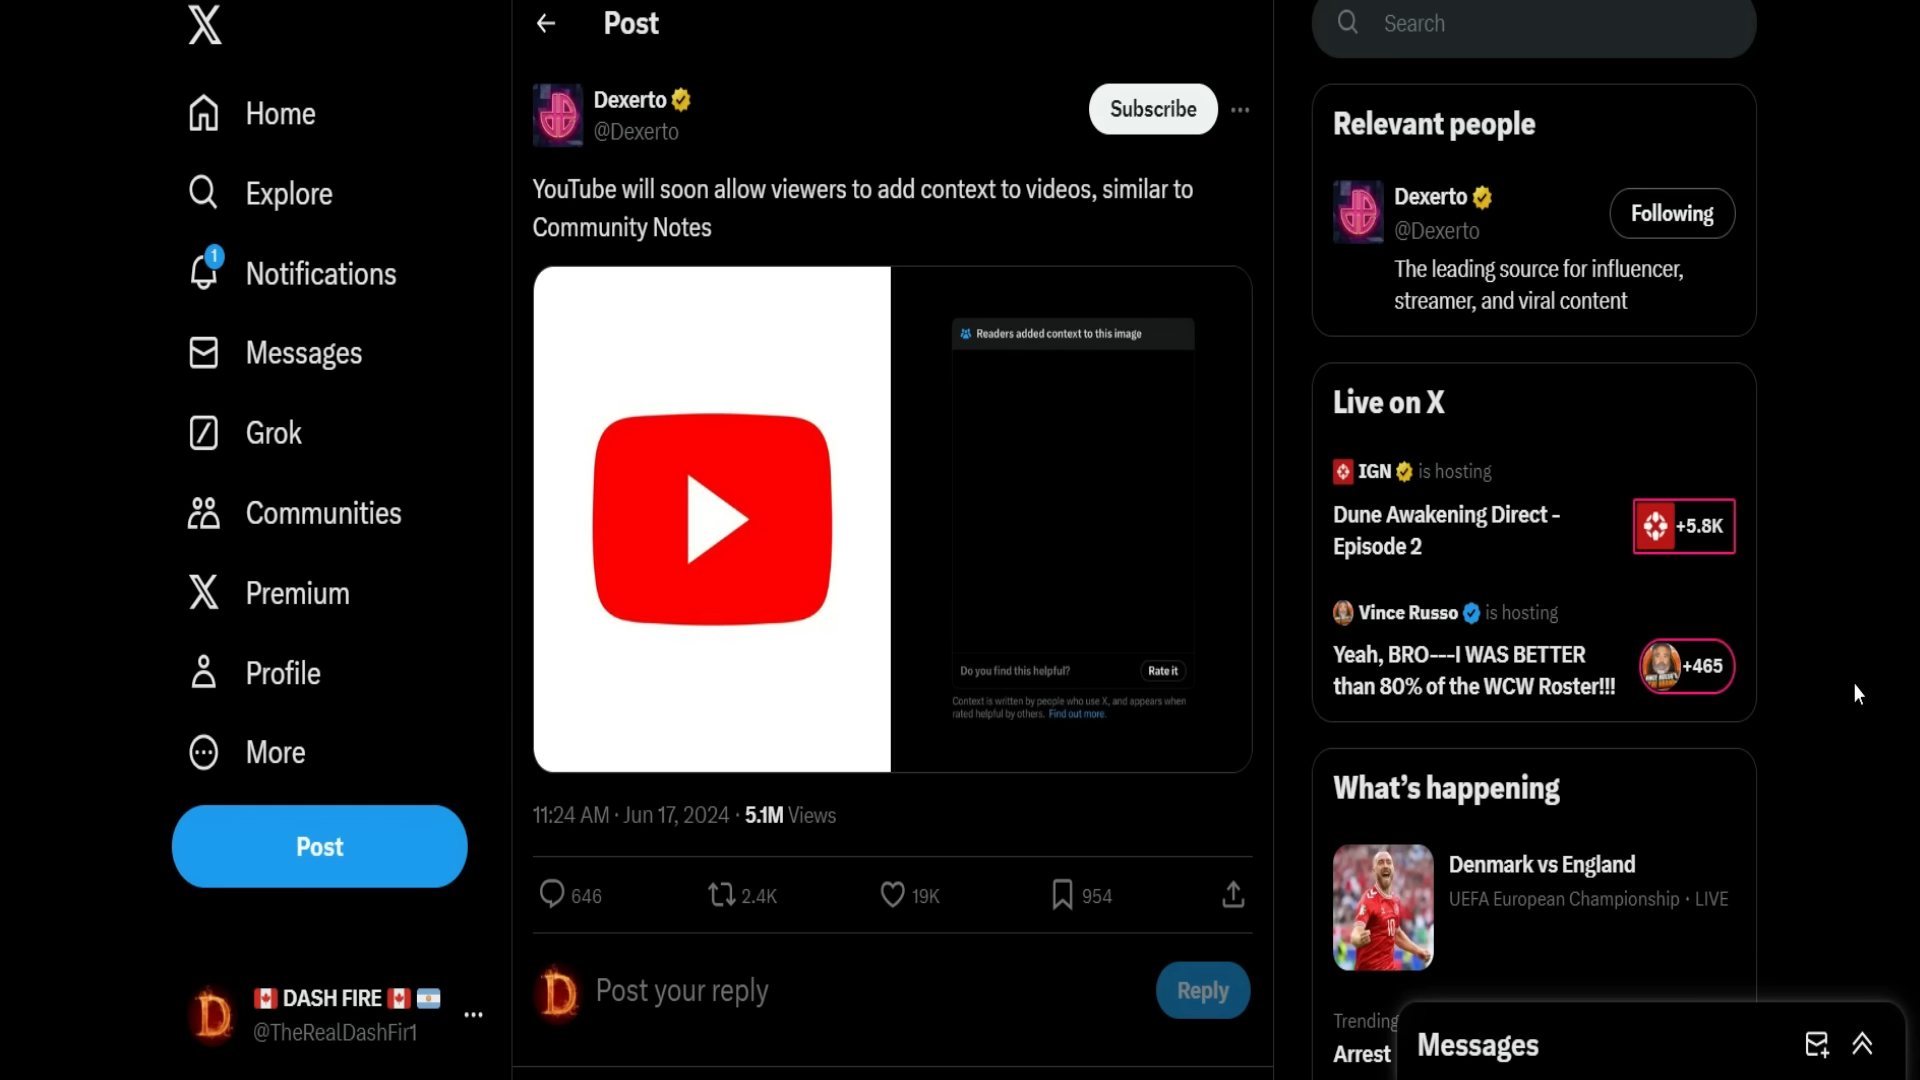 Home
Explore
1
Notifications
Messages
Grok
Communities
Premium
Profile
More
Post
DASH FIRE
@TheRealDashFir1
Post
Dexerto
@Dexerto
Subscribe
YouTube will soon allow viewers to add context to videos, similar to
Community Notes
Readers added context to this image
Do you find this helpful?
Rate it
Context is written by people who use X, and appears when
rated helpful by others. Find out more.
11:24 AM · Jun 17, 2024 · 5.1M Views
646
2.4K
19K
954
Post your reply
Reply
Search
Relevant people
Dexerto
@Dexerto
Following
The leading source for influencer,
streamer, and viral content
Live on X
IGN is hosting
Dune Awakening Direct -
Episode 2
+5.8K
Vince Russo is hosting
Yeah, BRO---I WAS BETTER
than 80% of the WCW Roster!!!
+465
What's happening
Denmark vs England
UEFA European Championship · LIVE
Trending
Arrest
Messages